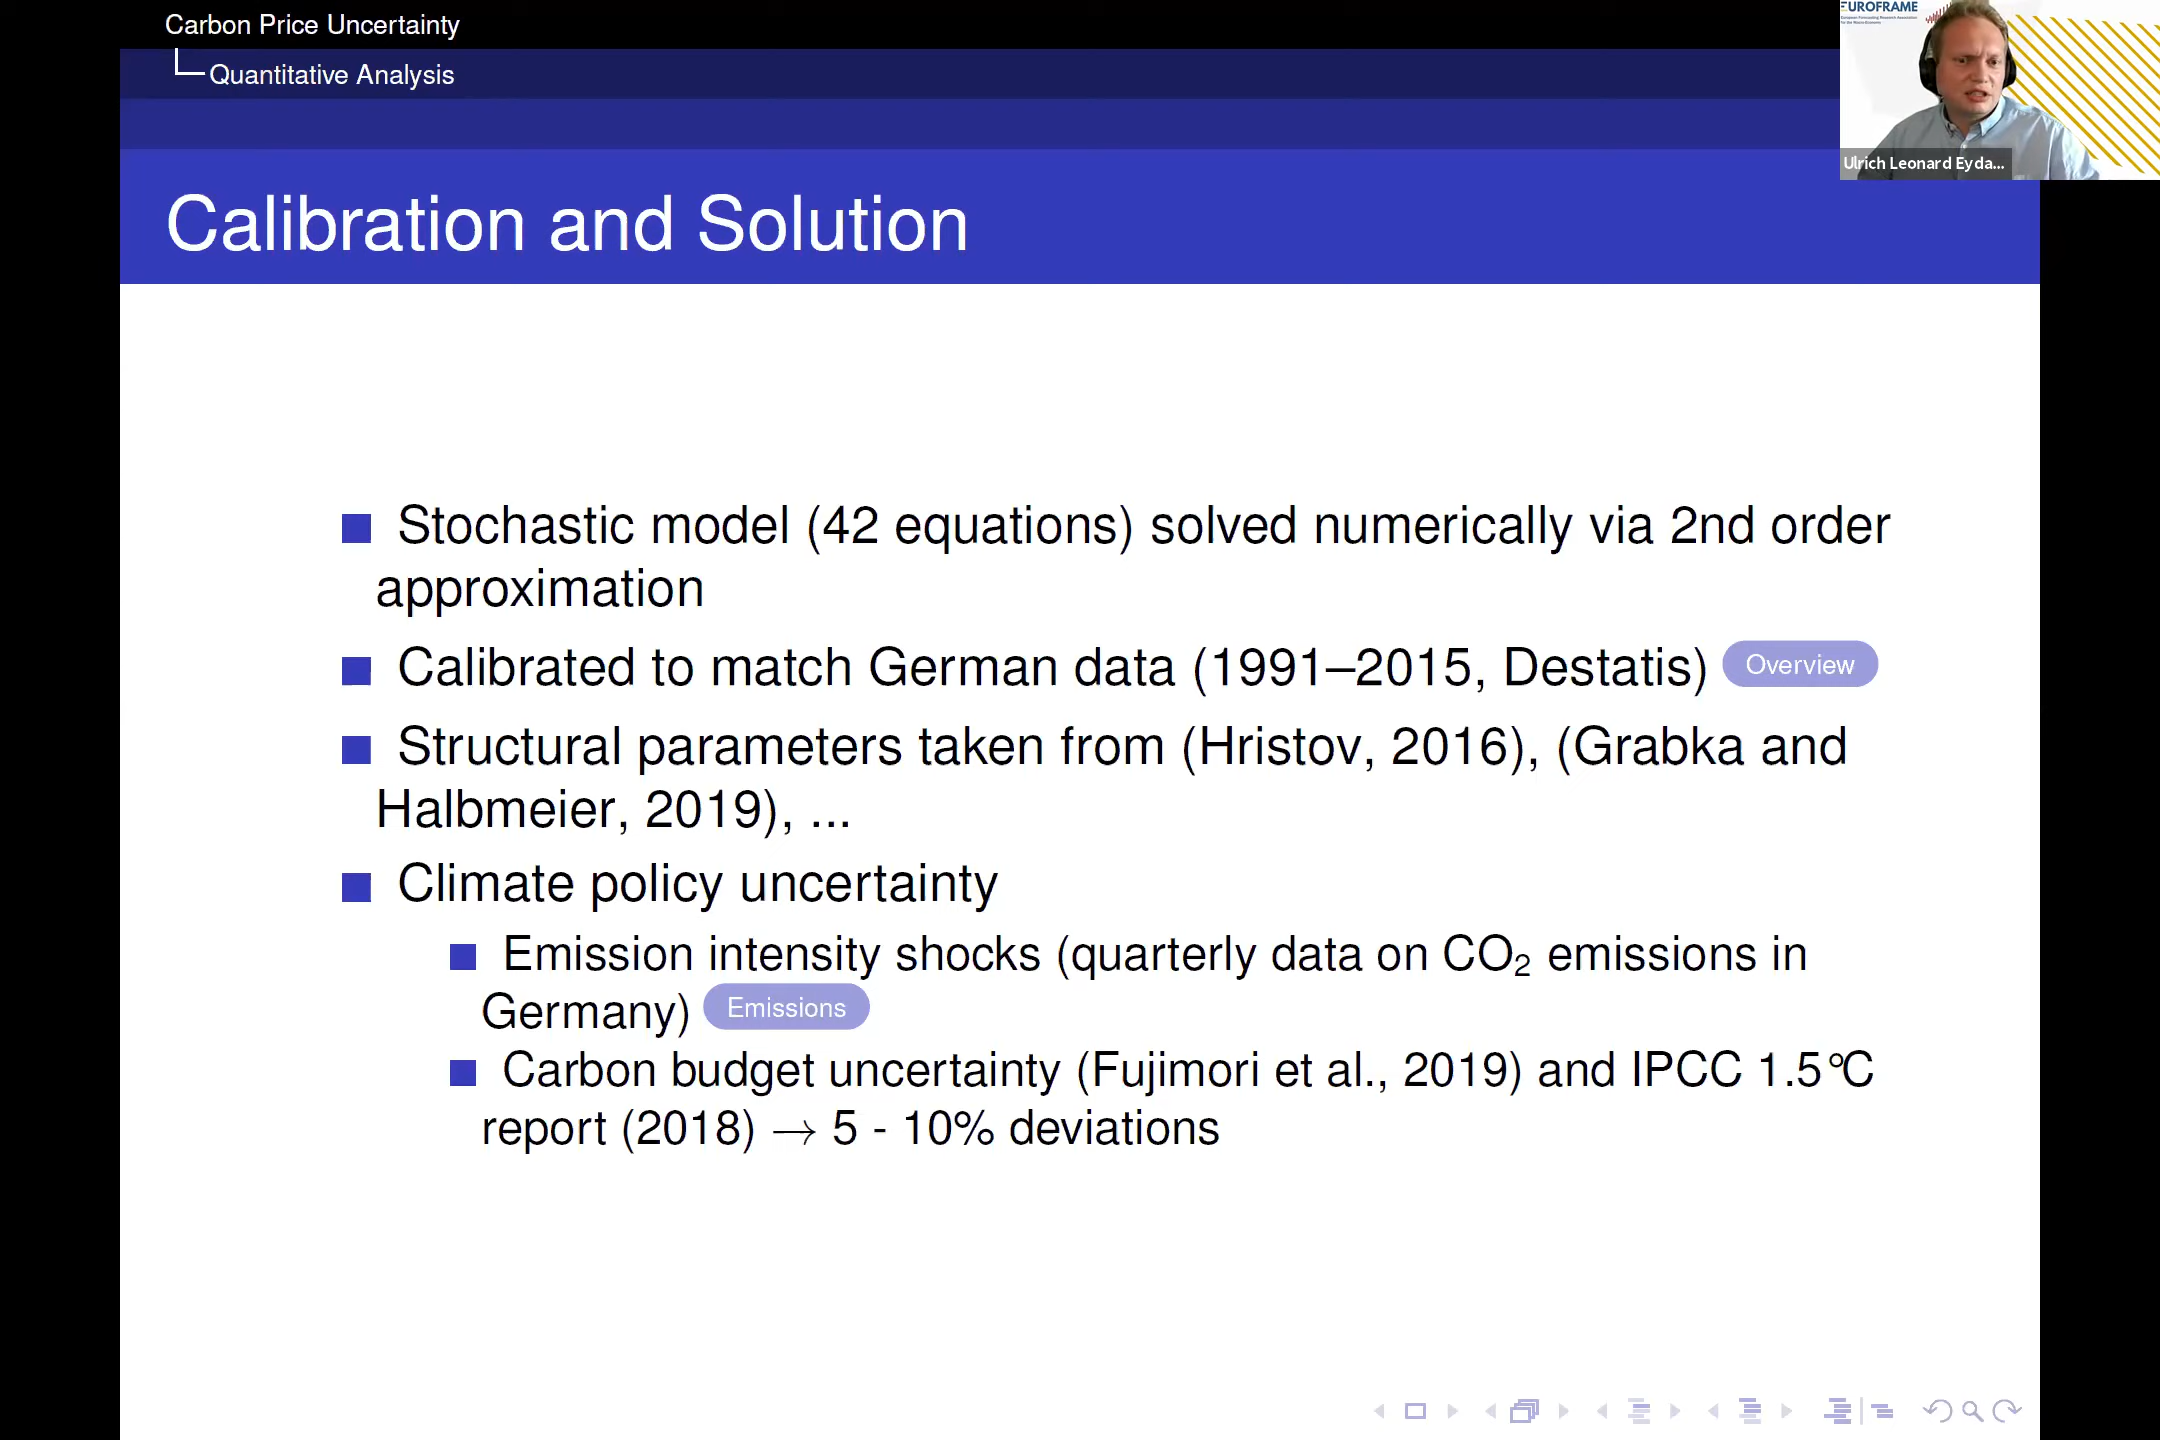 Carbon Price Uncertainty
Quantitative Analysis
EUROFRAME
Ulrich Leonard Eyda...
Calibration and Solution
Stochastic model (42 equations) solved numerically via 2nd order
approximation
Calibrated to match German data (1991–2015, Destatis) Overview
Structural parameters taken from (Hristov, 2016), (Grabka and
Halbmeier, 2019), ...
Climate policy uncertainty
Emission intensity shocks (quarterly data on CO₂ emissions in
Germany) Emissions
Carbon budget uncertainty (Fujimori et al., 2019) and IPCC 1.5°C
report (2018) → 5 - 10% deviations